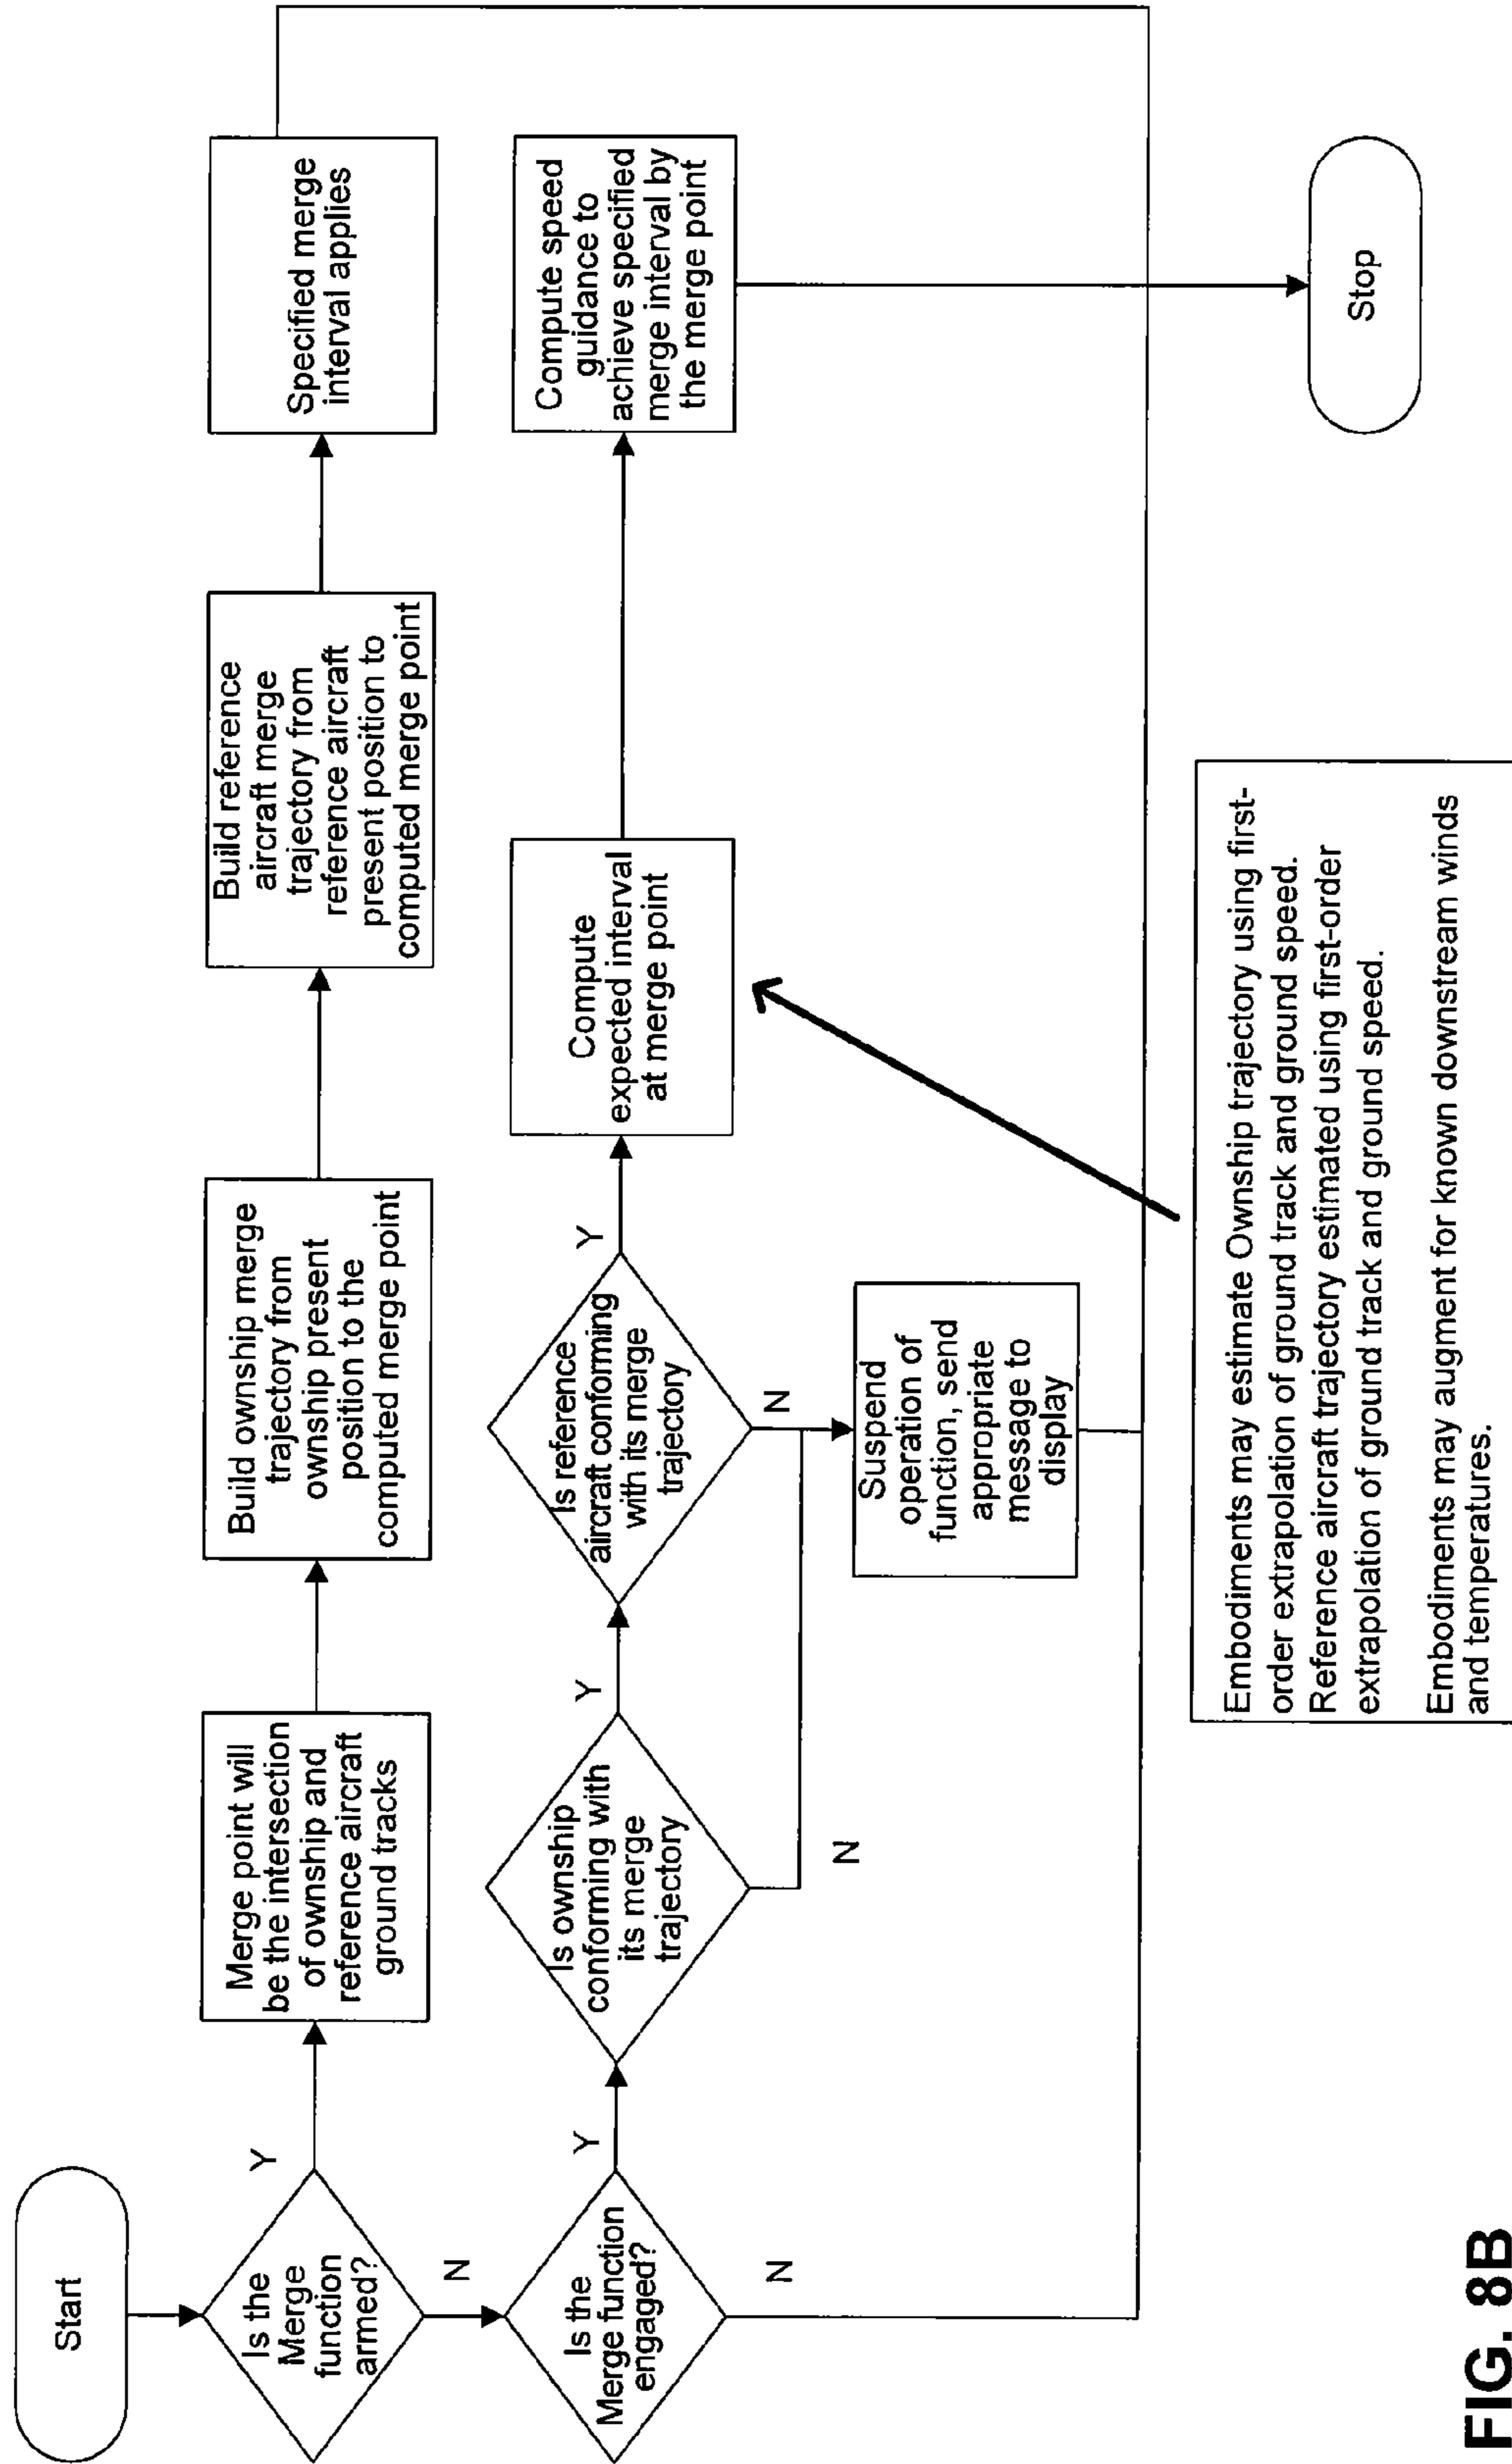 Start
Is the
Merge
function
armed?
Y
Merge point will
be the intersection
of ownship and
reference aircraft
ground tracks
Build ownship merge
trajectory from
ownship present
position to the
computed merge point
Build reference
aircraft merge
trajectory from
reference aircraft
present position to
computed merge point
Specified merge
interval applies
N
Is the
Merge function
engaged?
Y
Is ownship
conforming with
its merge
trajectory
Y
Is reference
aircraft conforming
with its merge
trajectory
Y
Compute
expected interval
at merge point
Compute speed
guidance to
achieve specified
merge interval by
the merge point
N
N
N
Suspend
operation of
function, send
appropriate
message to
display
Stop
Embodiments may estimate Ownship trajectory using first-
order extrapolation of ground track and ground speed.
Reference aircraft trajectory estimated using first-order
extrapolation of ground track and ground speed.
Embodiments may augment for known downstream winds
and temperatures.
FIG. 8B